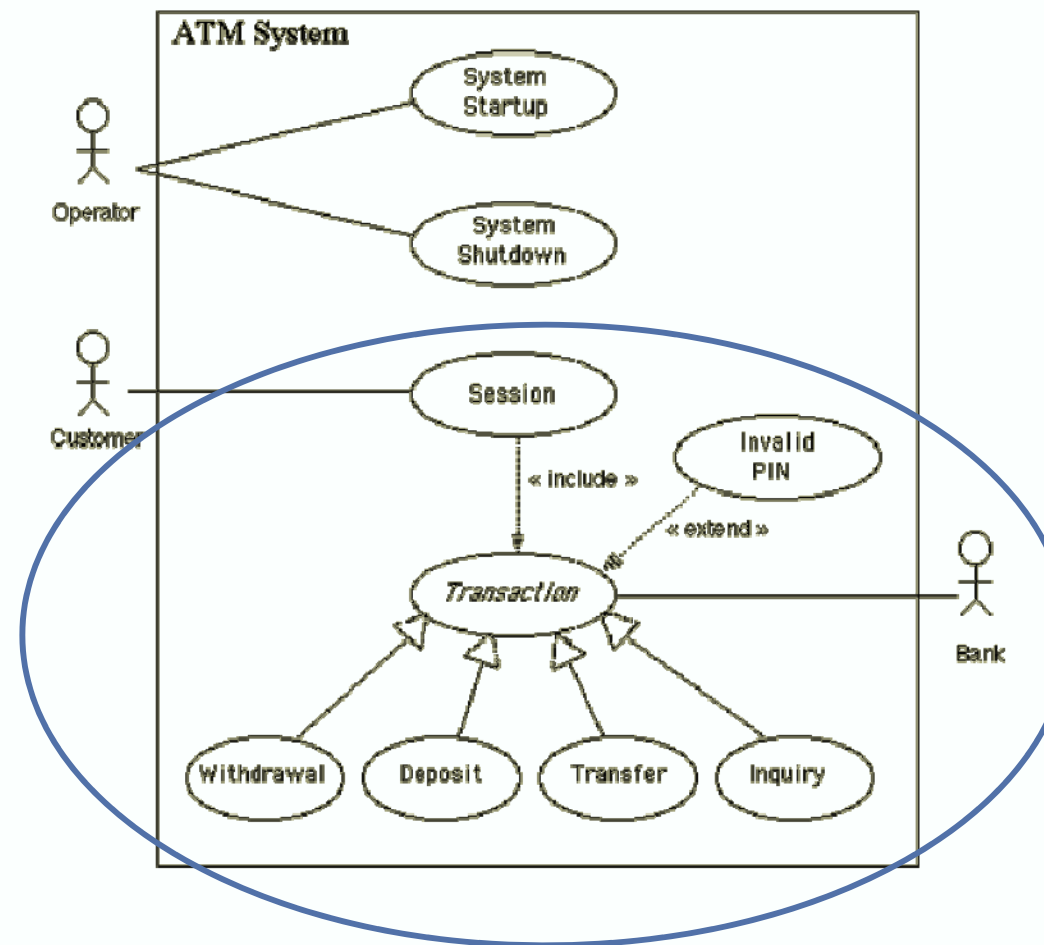 ATM System
System
Startup
Operator
System
Shutdown
Session
Customer
Invalid
PIN
« include »
« extend »
Transaction
Bank
Withdrawal
Deposit
Transfer
Inquiry